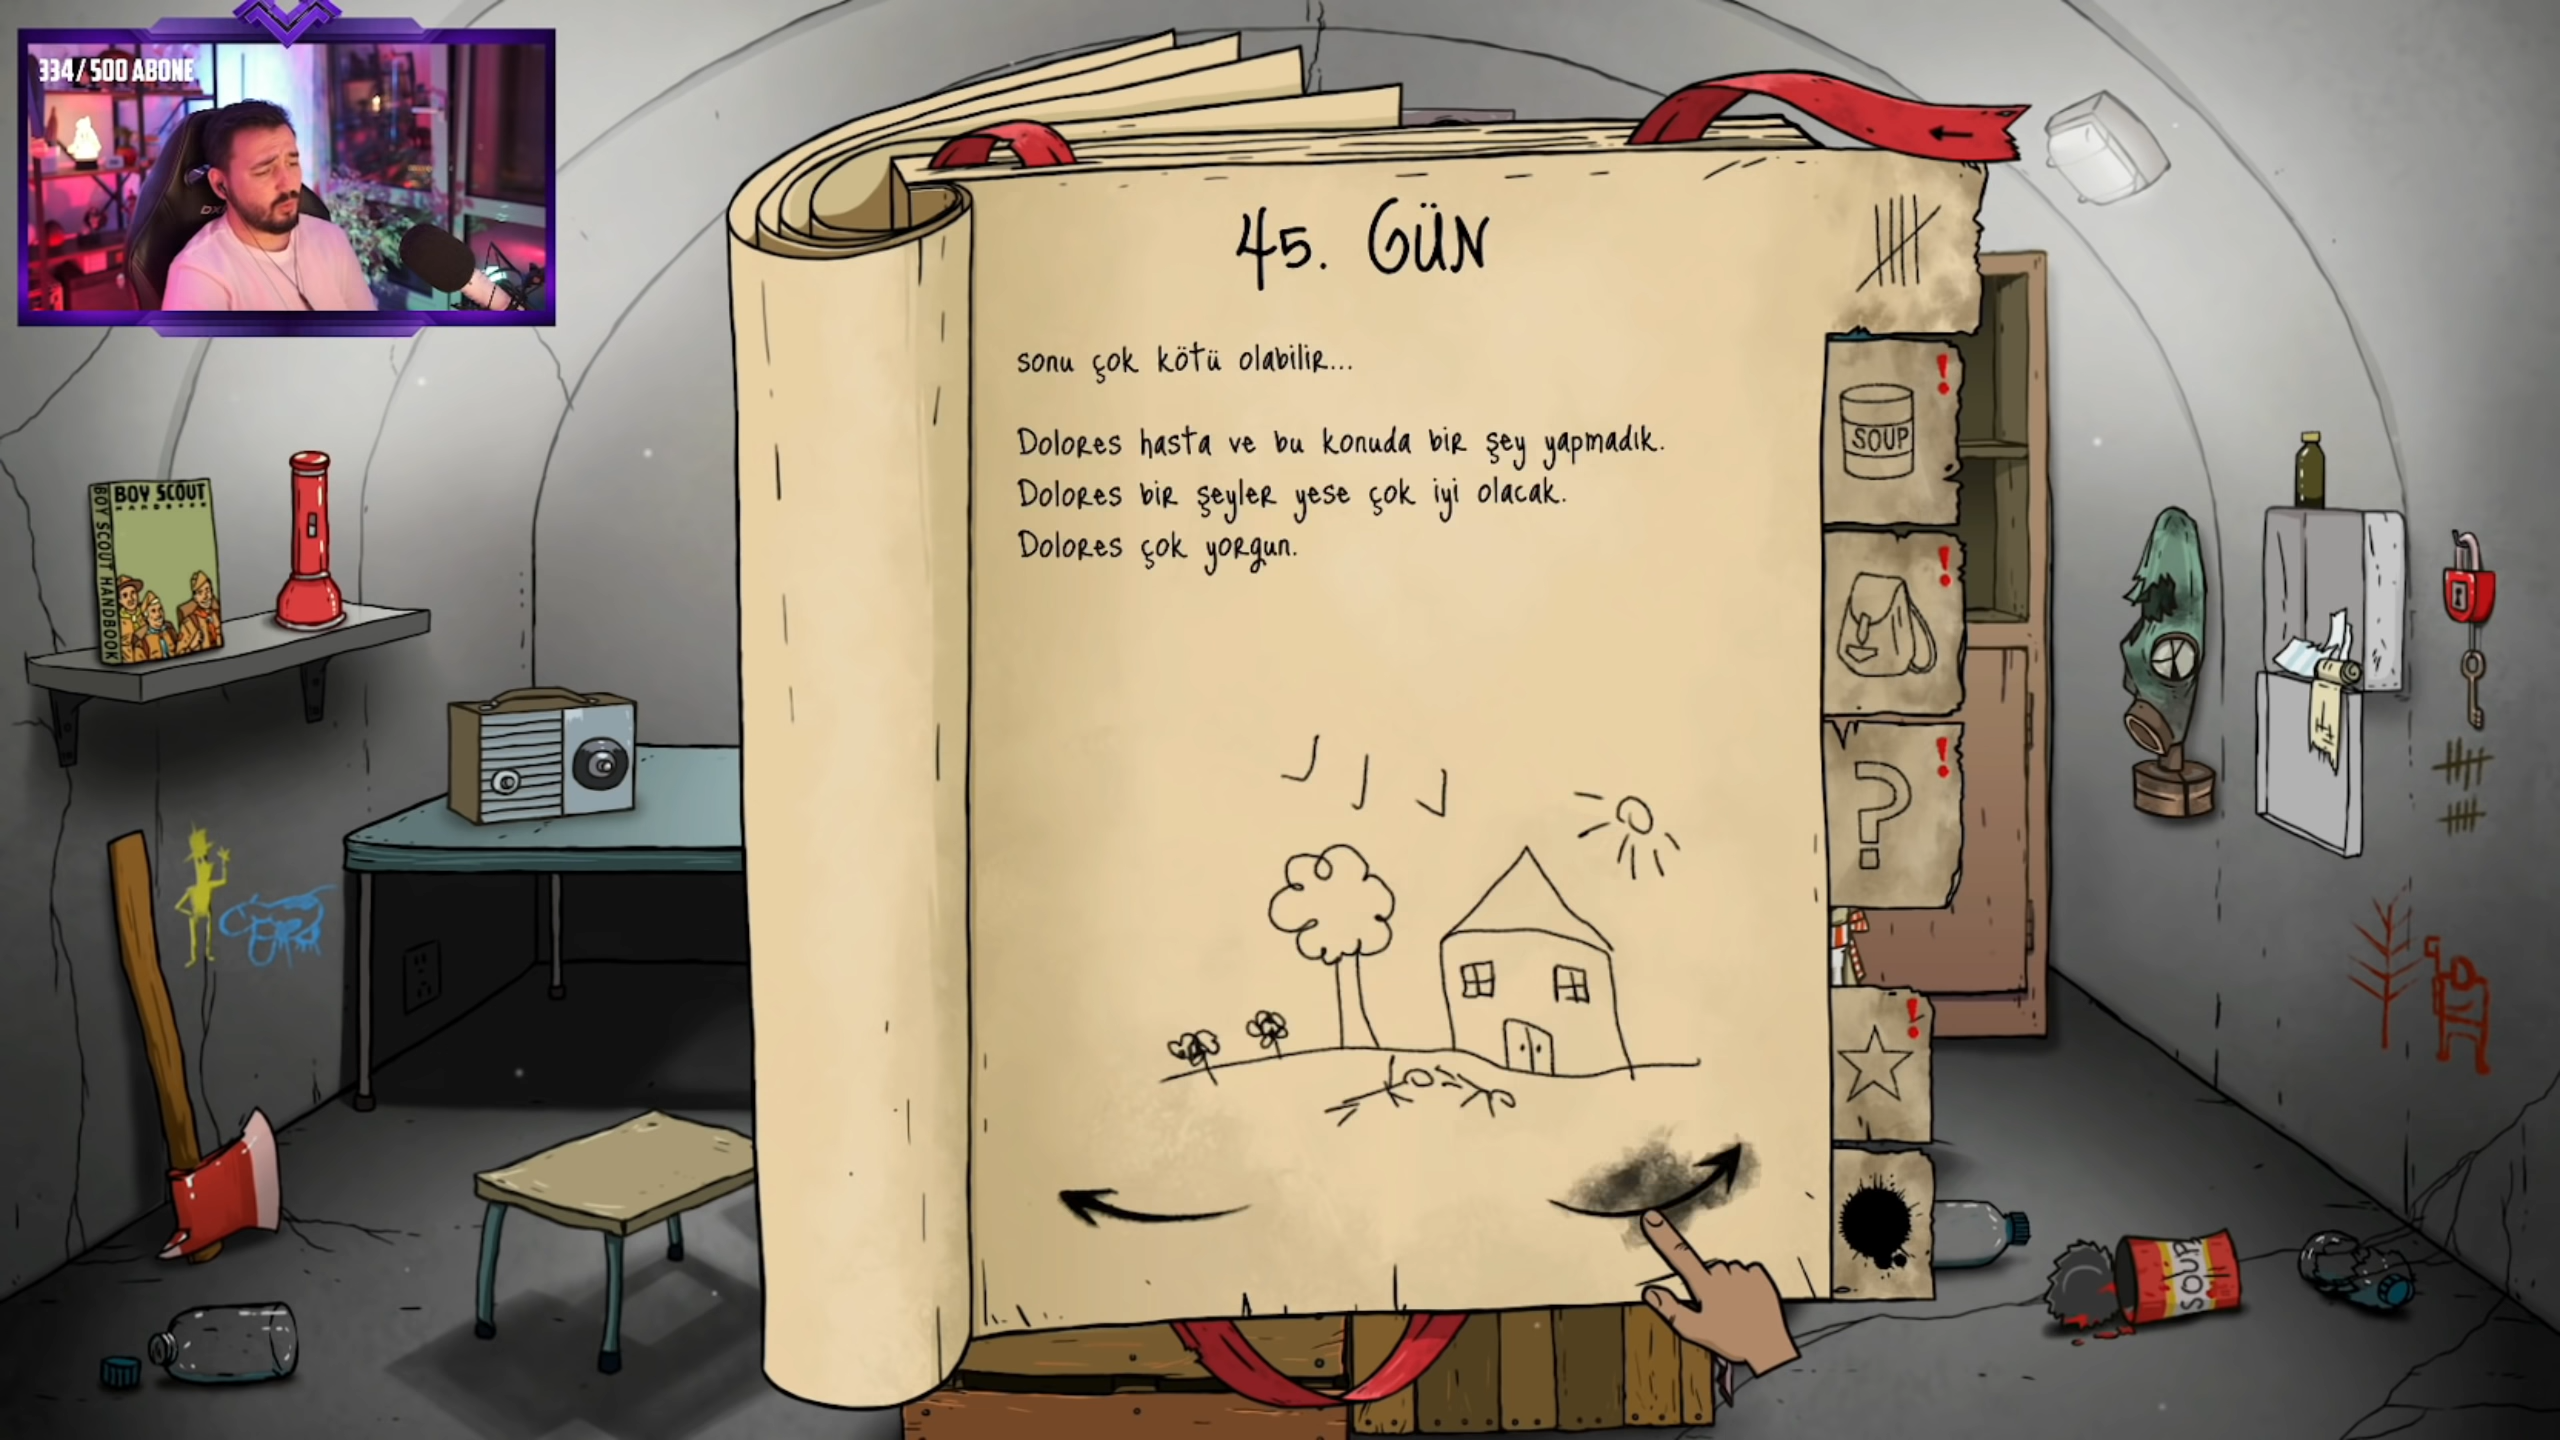 334/ 500 ABONE
45. GÜN
sonu çok kötü olabilir...
Dolores hasta ve bu konuda bir şey yapmadık.
Dolores bir şeyler yese çok iyi olacak.
Dolores çok yorgun.
SOUP
BOY SCOUT
HANDBOOK
BOY SCOUT HANDBOOK
SOUP